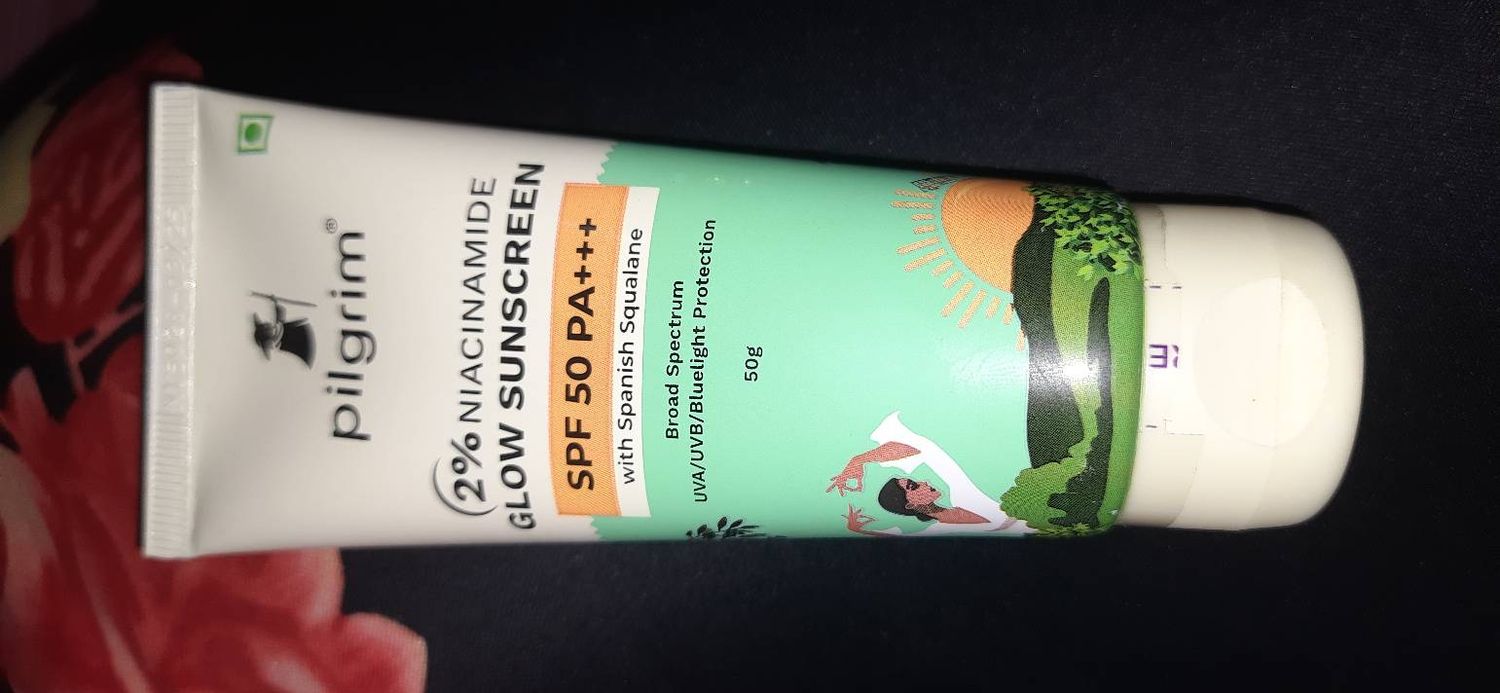 pilgrim®
2% NIACINAMIDE
GLOW SUNSCREEN
SPF 50 PA+++
with Spanish Squalane
Broad Spectrum
UVA/UVB/Bluelight Protection
50g